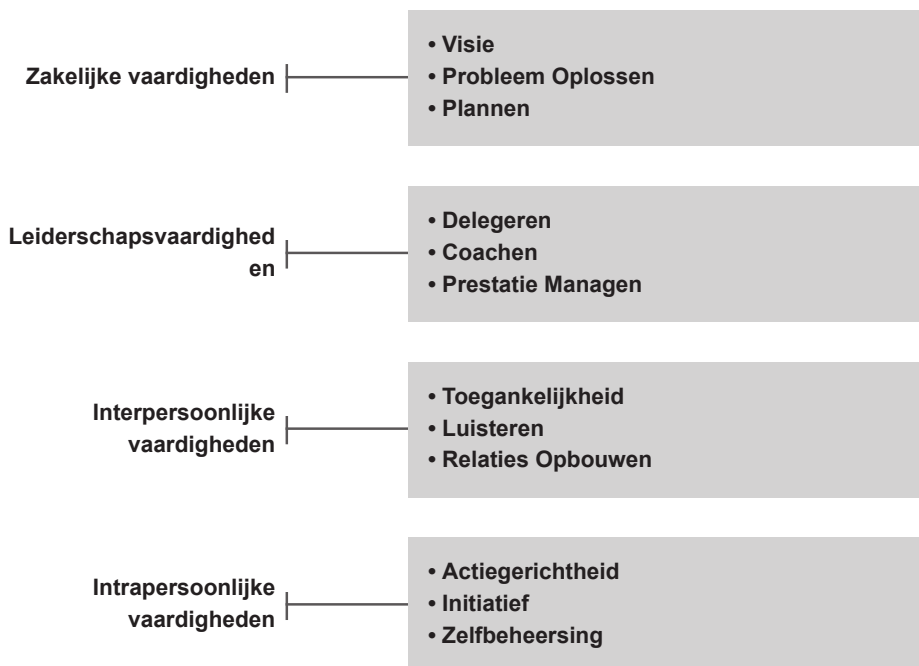 Zakelijke vaardigheden
• Visie
• Probleem Oplossen
• Plannen
Leiderschapsvaardighed
en
• Delegeren
• Coachen
• Prestatie Managen
Interpersoonlijke
vaardigheden
• Toegankelijkheid
• Luisteren
• Relaties Opbouwen
Intrapersoonlijke
vaardigheden
• Actiegerichtheid
• Initiatief
• Zelfbeheersing